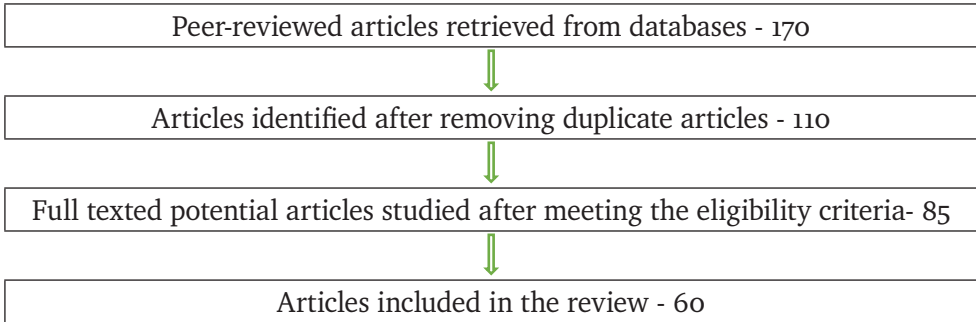 Peer-reviewed articles retrieved from databases - 170
Articles identified after removing duplicate articles - 110
Full texted potential articles studied after meeting the eligibility criteria- 85
Articles included in the review - 60